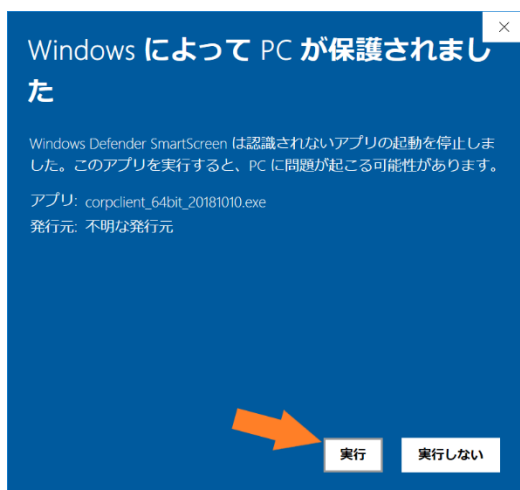 Windows によって PC が保護されまし
た
Windows Defender SmartScreen は認識されないアプリの起動を停止しま
した。このアプリを実行すると、PC に問題が起こる可能性があります。
アプリ: corpclient_64bit_20181010.exe
発行元: 不明な発行元
実行
実行しない